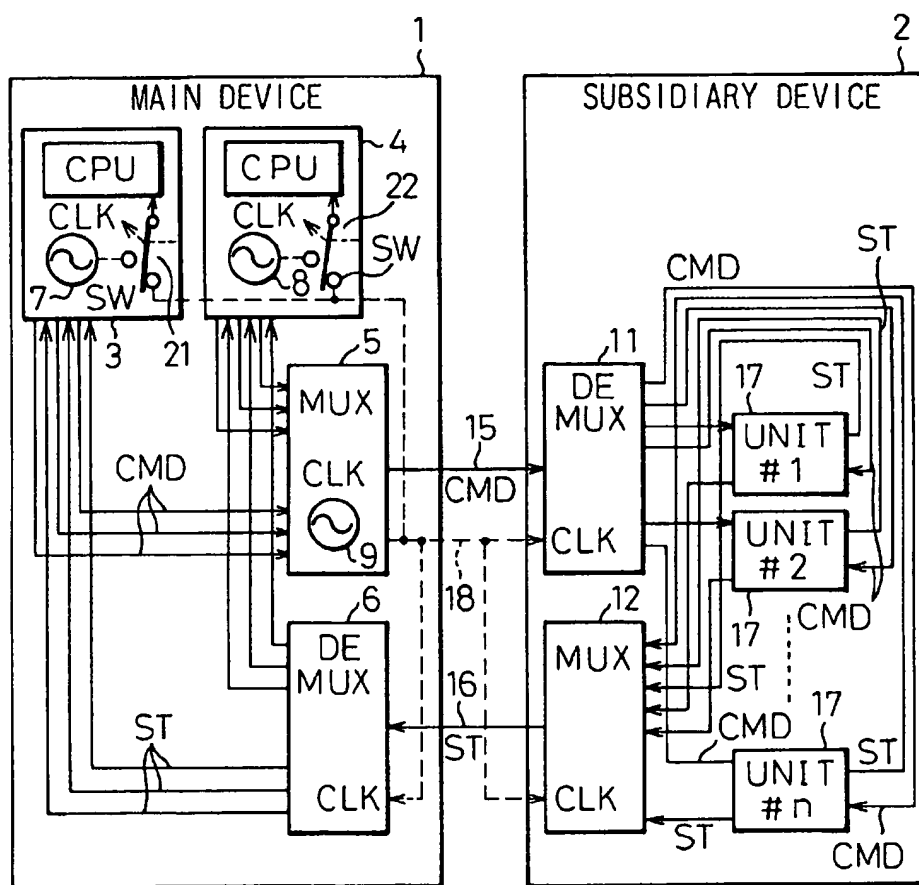 1
2
MAIN DEVICE
SUBSIDIARY DEVICE
CPU
CPU
4
CLK
CLK
22
SW
7
8
SW
3
21
5
MUX
CLK
9
CMD
15
CMD
18
6
DE
MUX
CLK
16
ST
ST
11
DE
MUX
CLK
12
MUX
CLK
CMD
ST
ST
17
UNIT
#1
UNIT
#2
17
CMD
ST
CMD
17
UNIT
#n
ST
ST
CMD